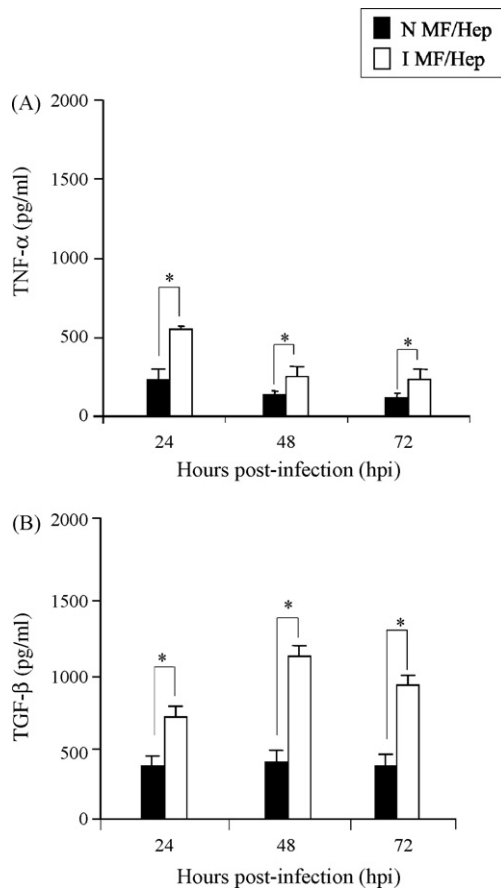 N MF/Hep
I MF/Hep
(A)
TNF-α (pg/ml)
2000
1500
1000
500
0
*
*
*
24 48 72
Hours post-infection (hpi)
(B)
TGF-β (pg/ml)
2000
1500
1000
500
0
*
*
*
24 48 72
Hours post-infection (hpi)